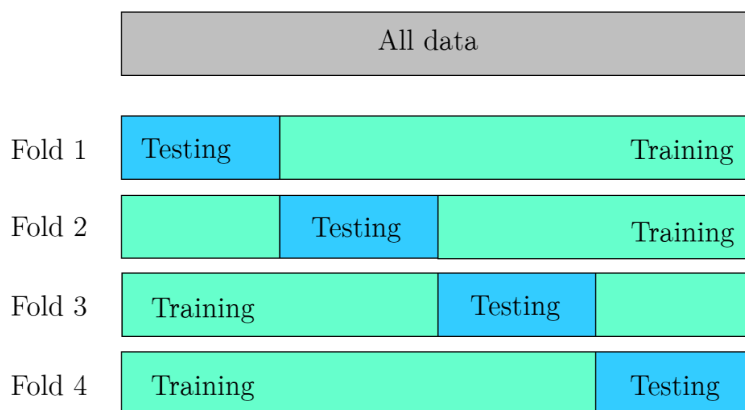 All data
Fold 1 Testing Training
Fold 2 Testing Training
Fold 3 Training Testing
Fold 4 Training Testing